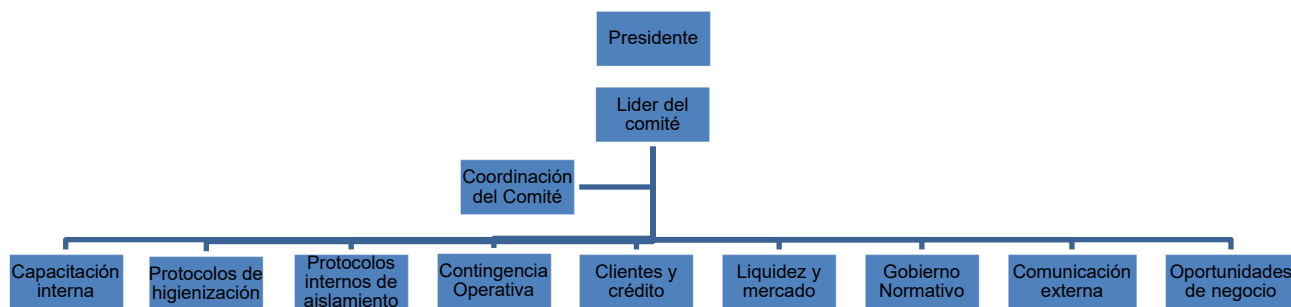 Presidente
Lider del
comité
Coordinación
del Comité
Capacitación
interna
Protocolos de
higienización
Protocolos
internos de
aislamiento
Contingencia
Operativa
Clientes y
crédito
Liquidez y
mercado
Gobierno
Normativo
Comunicación
externa
Oportunidades
de negocio